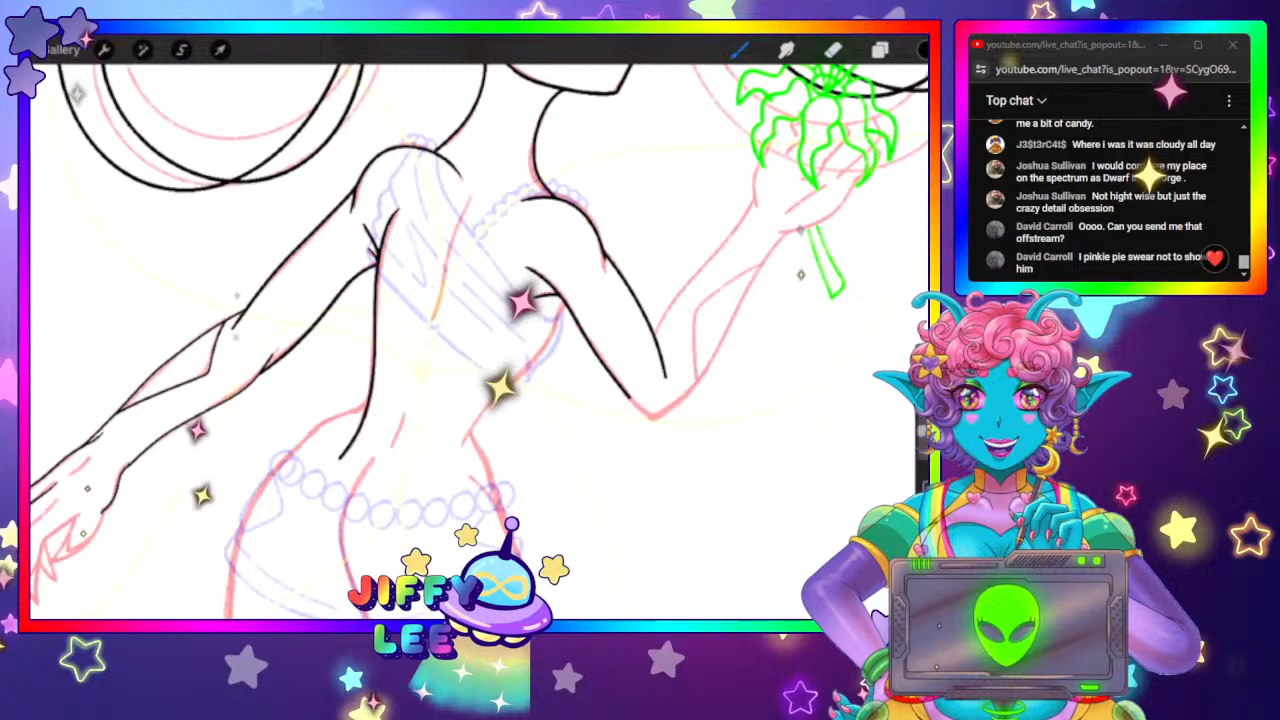 allery
youtube.com/live_chat?is_popout=1&...
youtube.com/live_chat?is_popout=1&v=SCygO69...
Top chat
me a bit of candy.
J3$t3rC4t$ Where i was it was cloudy all day
Joshua Sullivan I would my place
on the spectrum as Dwarf
Joshua Sullivan Not hight wise but just the
crazy detail obsession
David Carroll Oooo. Can you send me that
offstream?
David Carroll I pinkie pie swear not to sho
him
JIFFY
LEE